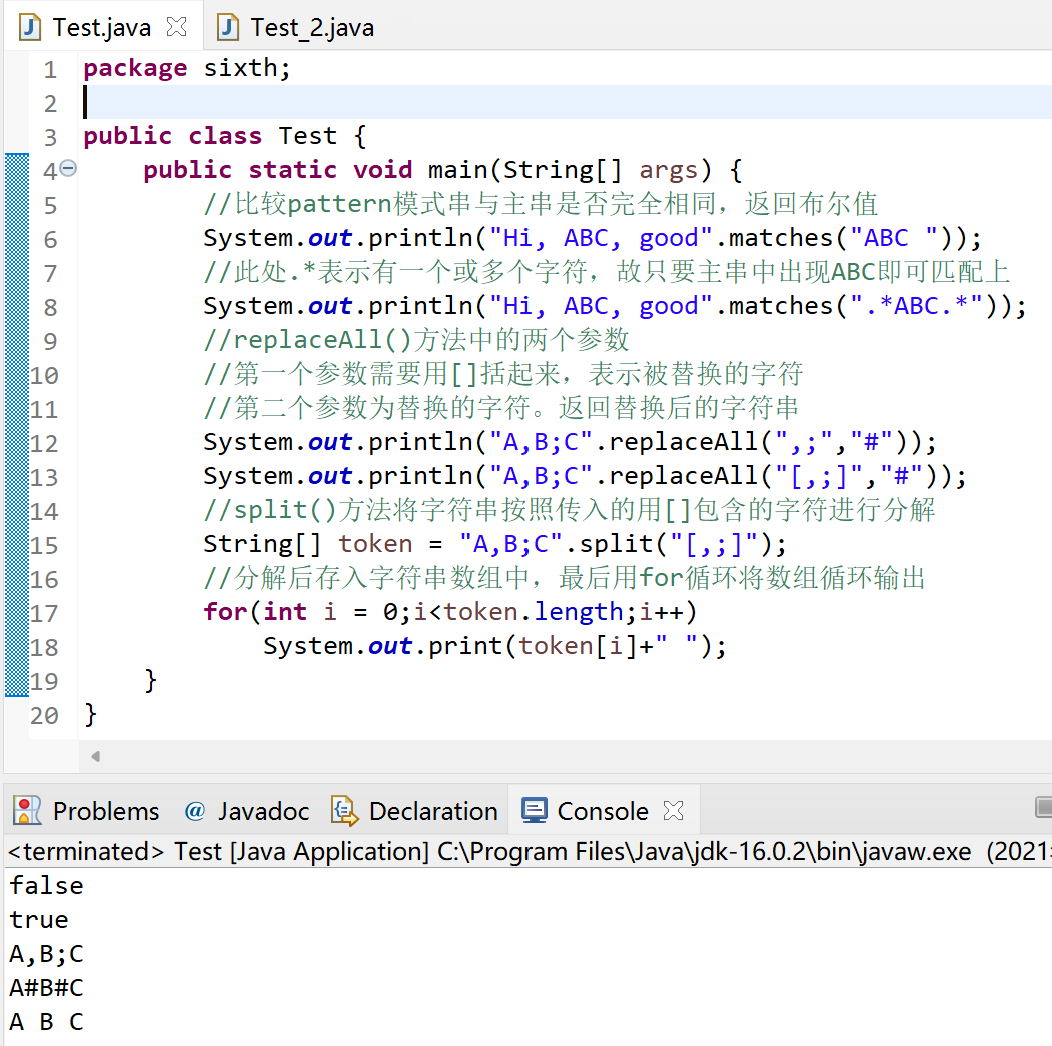 Test.java Test_2.java
1 package sixth;
2
3 public class Test {
4 public static void main(String[] args) {
5 //比较pattern模式串与主串是否完全相同，返回布尔值
6 System.out.println("Hi, ABC, good".matches("ABC "));
7 //此处.*表示有一个或多个字符，故只要主串中出现ABC即可匹配上
8 System.out.println("Hi, ABC, good".matches(".*ABC.*"));
9 //replaceAll()方法中的两个参数
10 //第一个参数需要用[]括起来，表示被替换的字符
11 //第二个参数为替换的字符。返回替换后的字符串
12 System.out.println("A,B;C".replaceAll(",;","#"));
13 System.out.println("A,B;C".replaceAll("[,;]","#"));
14 //split()方法将字符串按照传入的用[]包含的字符进行分解
15 String[] token = "A,B;C".split("[,;]");
16 //分解后存入字符串数组中，最后用for循环将数组循环输出
17 for(int i = 0;i<token.length;i++)
18 System.out.print(token[i]+" ");
19 }
20 }
Problems @ Javadoc Declaration Console
<terminated> Test [Java Application] C:\Program Files\Java\jdk-16.0.2\bin\javaw.exe (2021
false
true
A,B;C
A#B#C
A B C